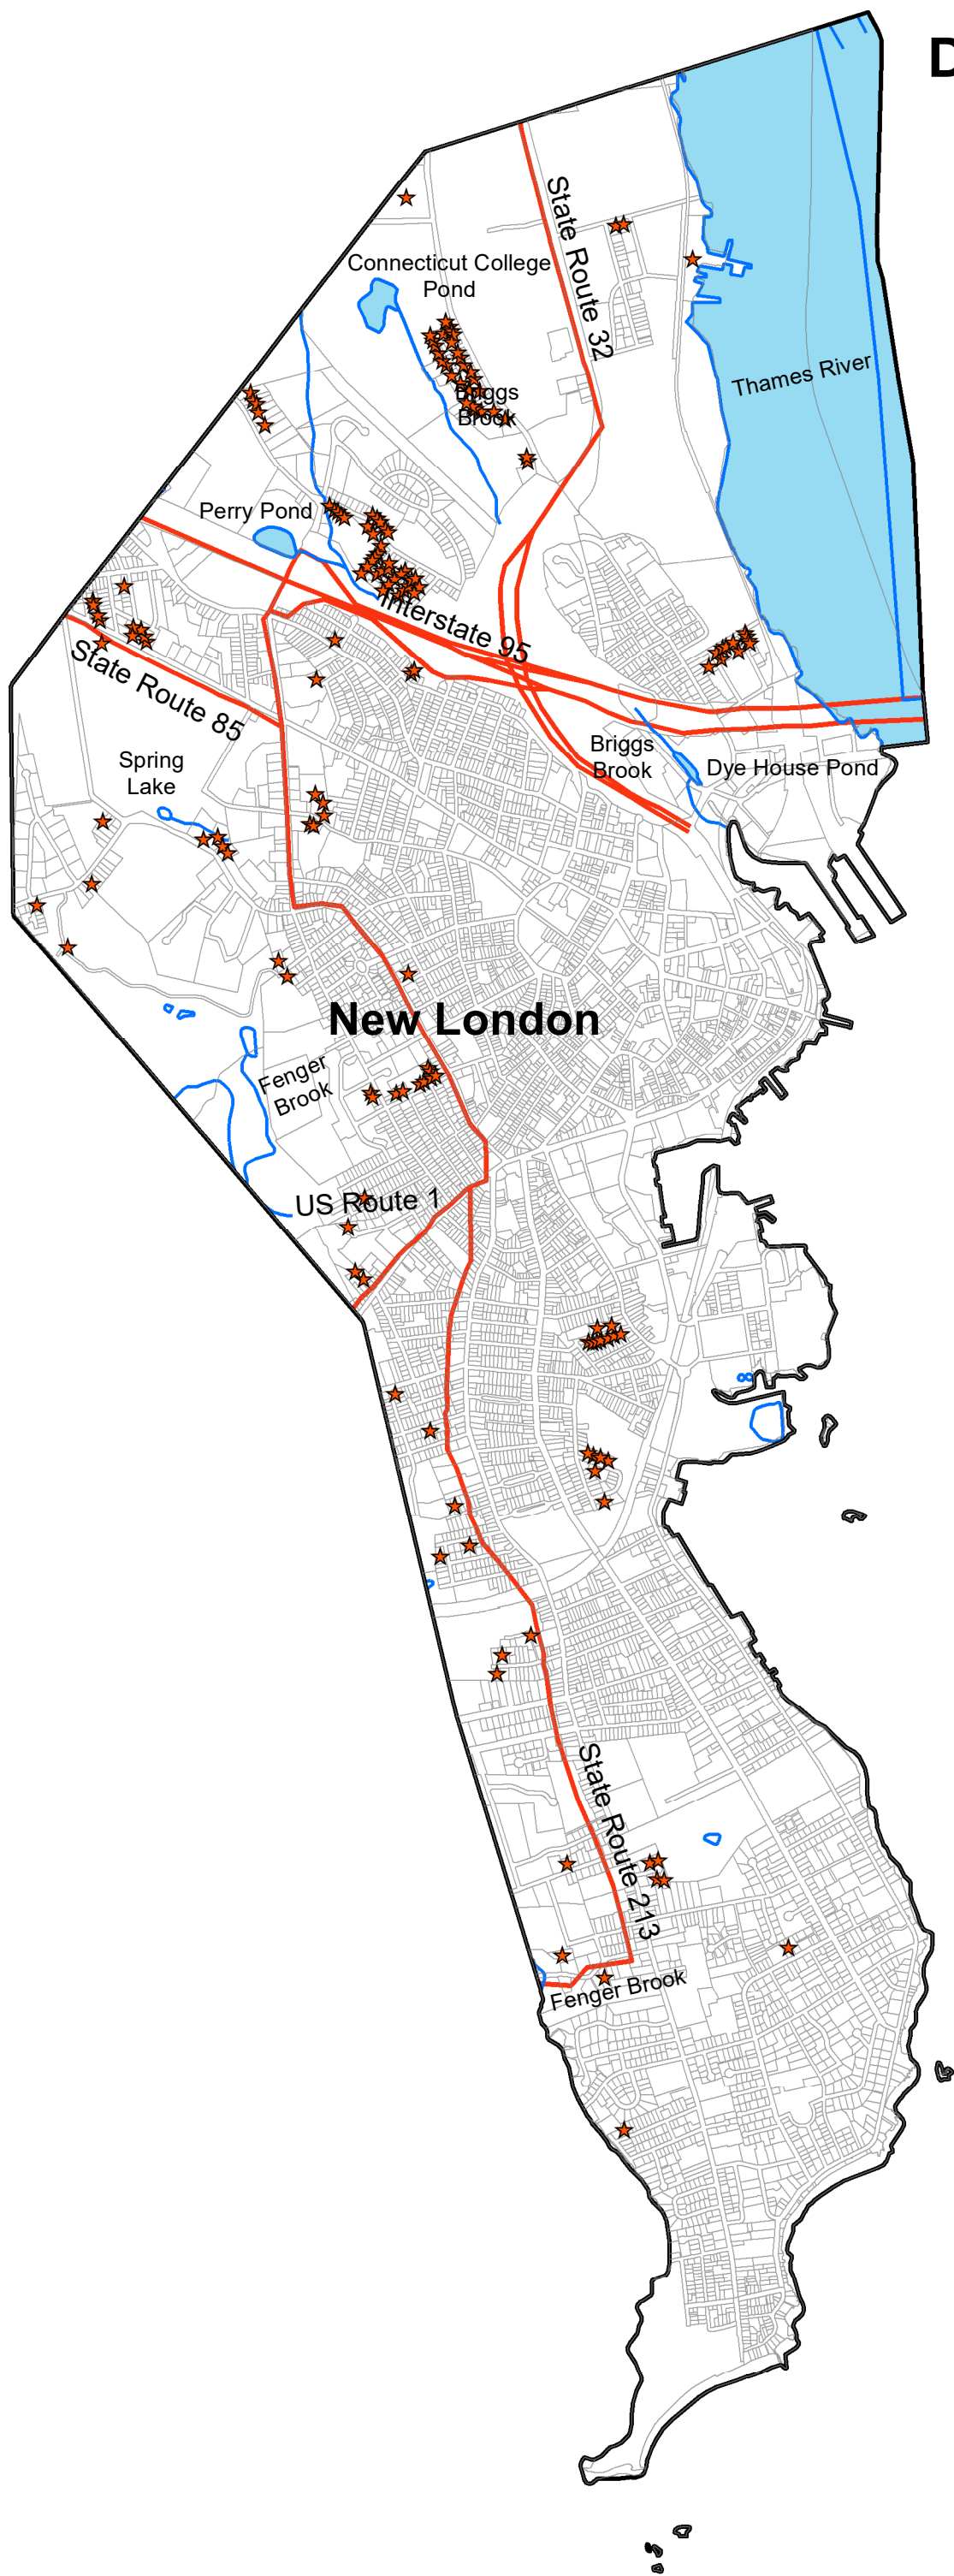 D
State Route 32
Connecticut College
Pond
Thames River
Briggs
Brook
Perry Pond
Interstate 95
State Route 85
Briggs
Brook
Dye House Pond
Spring
Lake
New London
Fenger
Brook
US Route 1
State Route 213
Fenger Brook